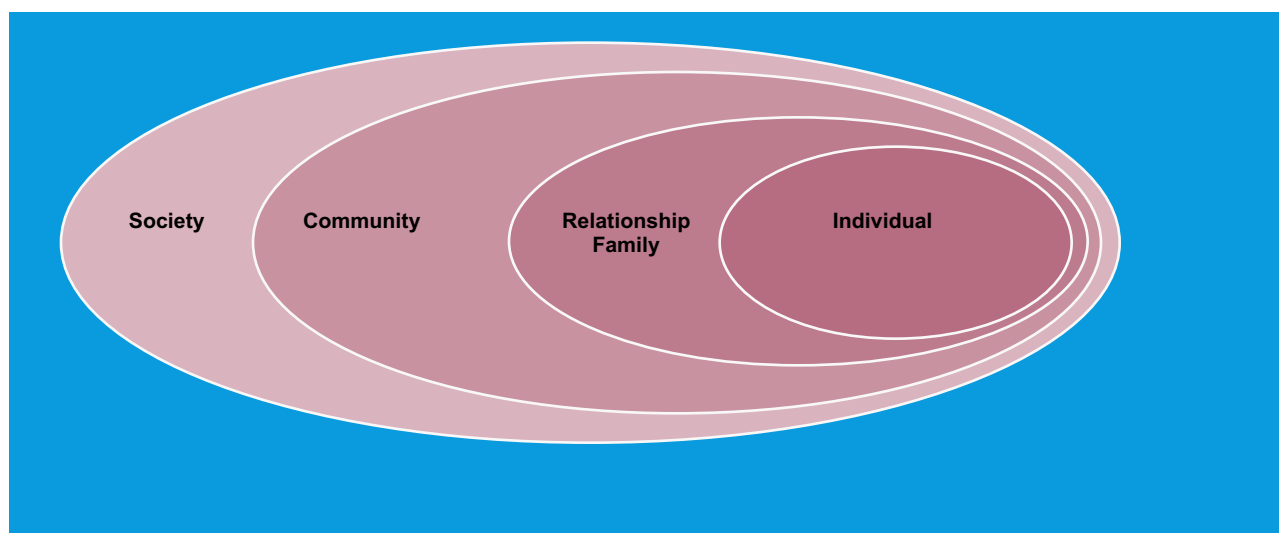 Society
Community
Relationship
Family
Individual